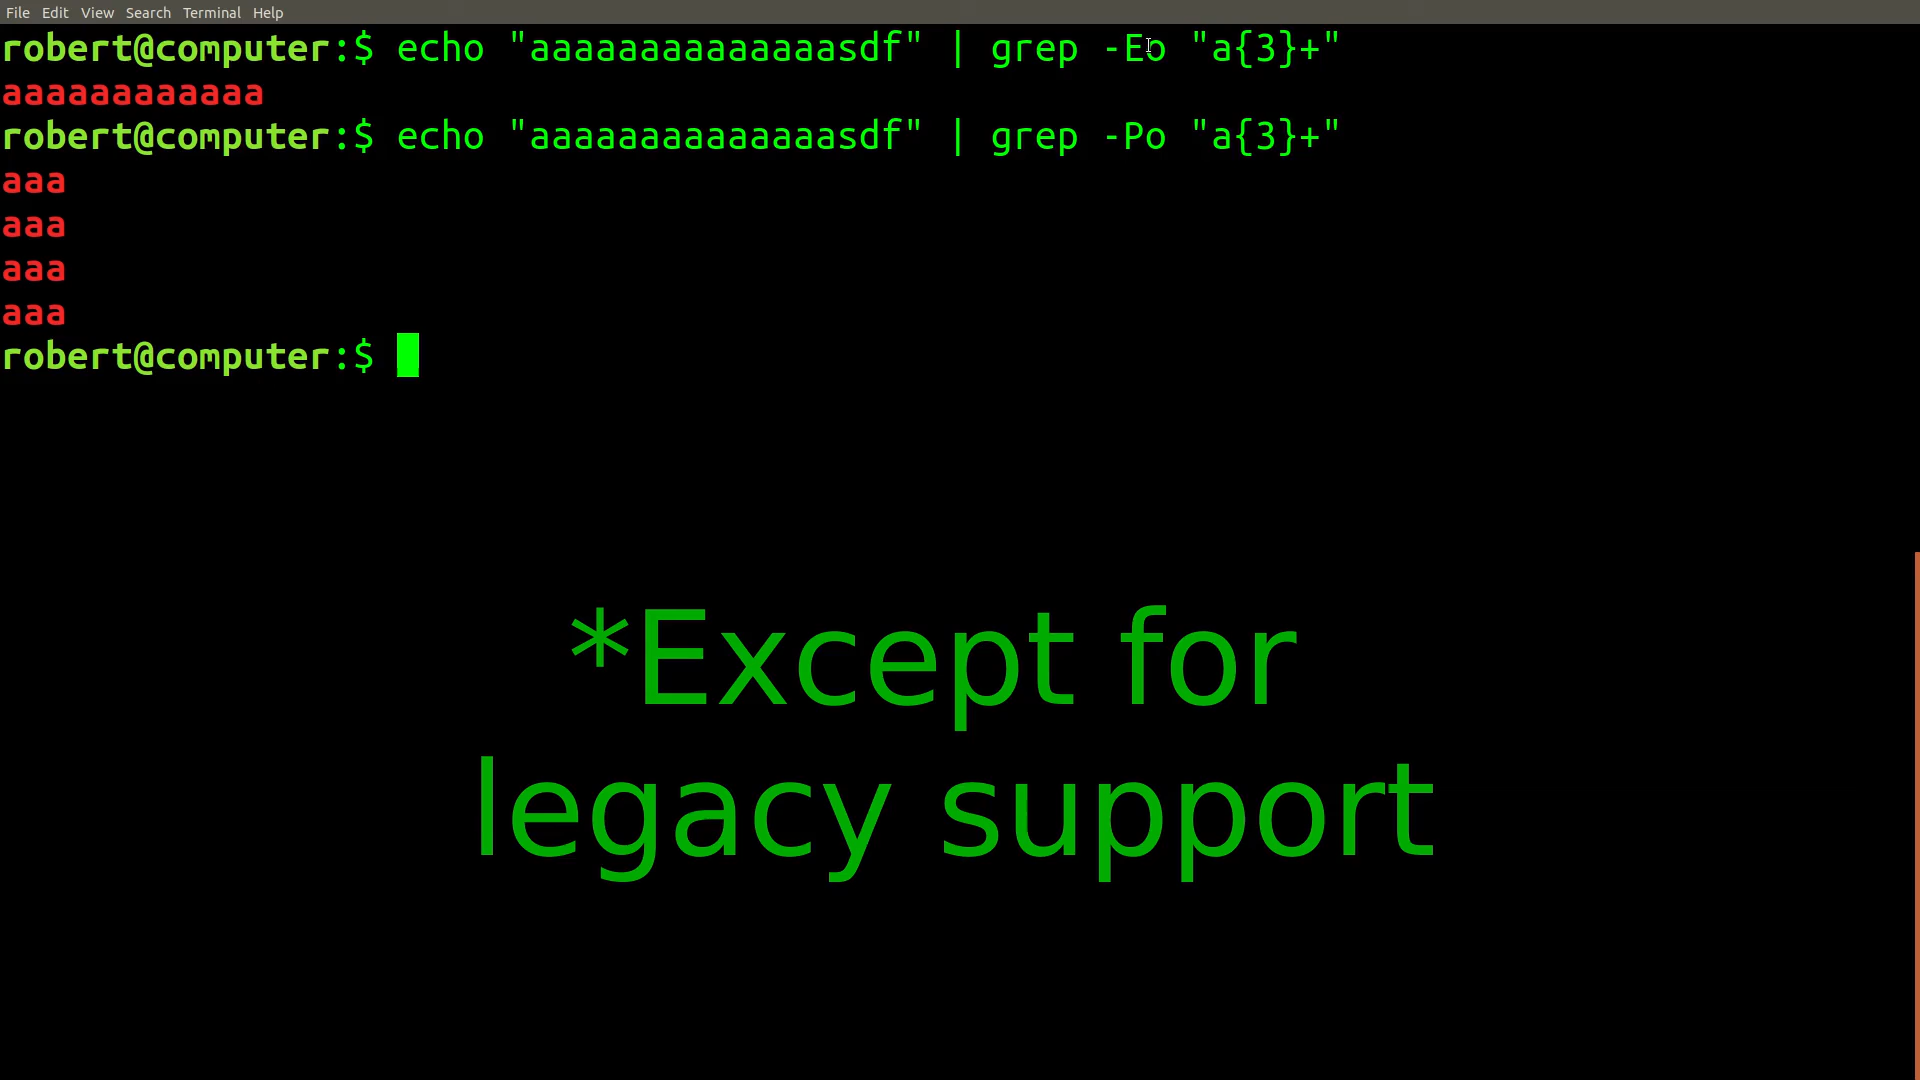 File Edit View Search Terminal Help
robert@computer:$ echo "aaaaaaaaaaaaaasdf" | grep -Eo "a{3}+"
aaaaaaaaaaaa
robert@computer:$ echo "aaaaaaaaaaaaaasdf" | grep -Po "a{3}+"
aaa
aaa
aaa
aaa
robert@computer:$
*Except for
legacy support